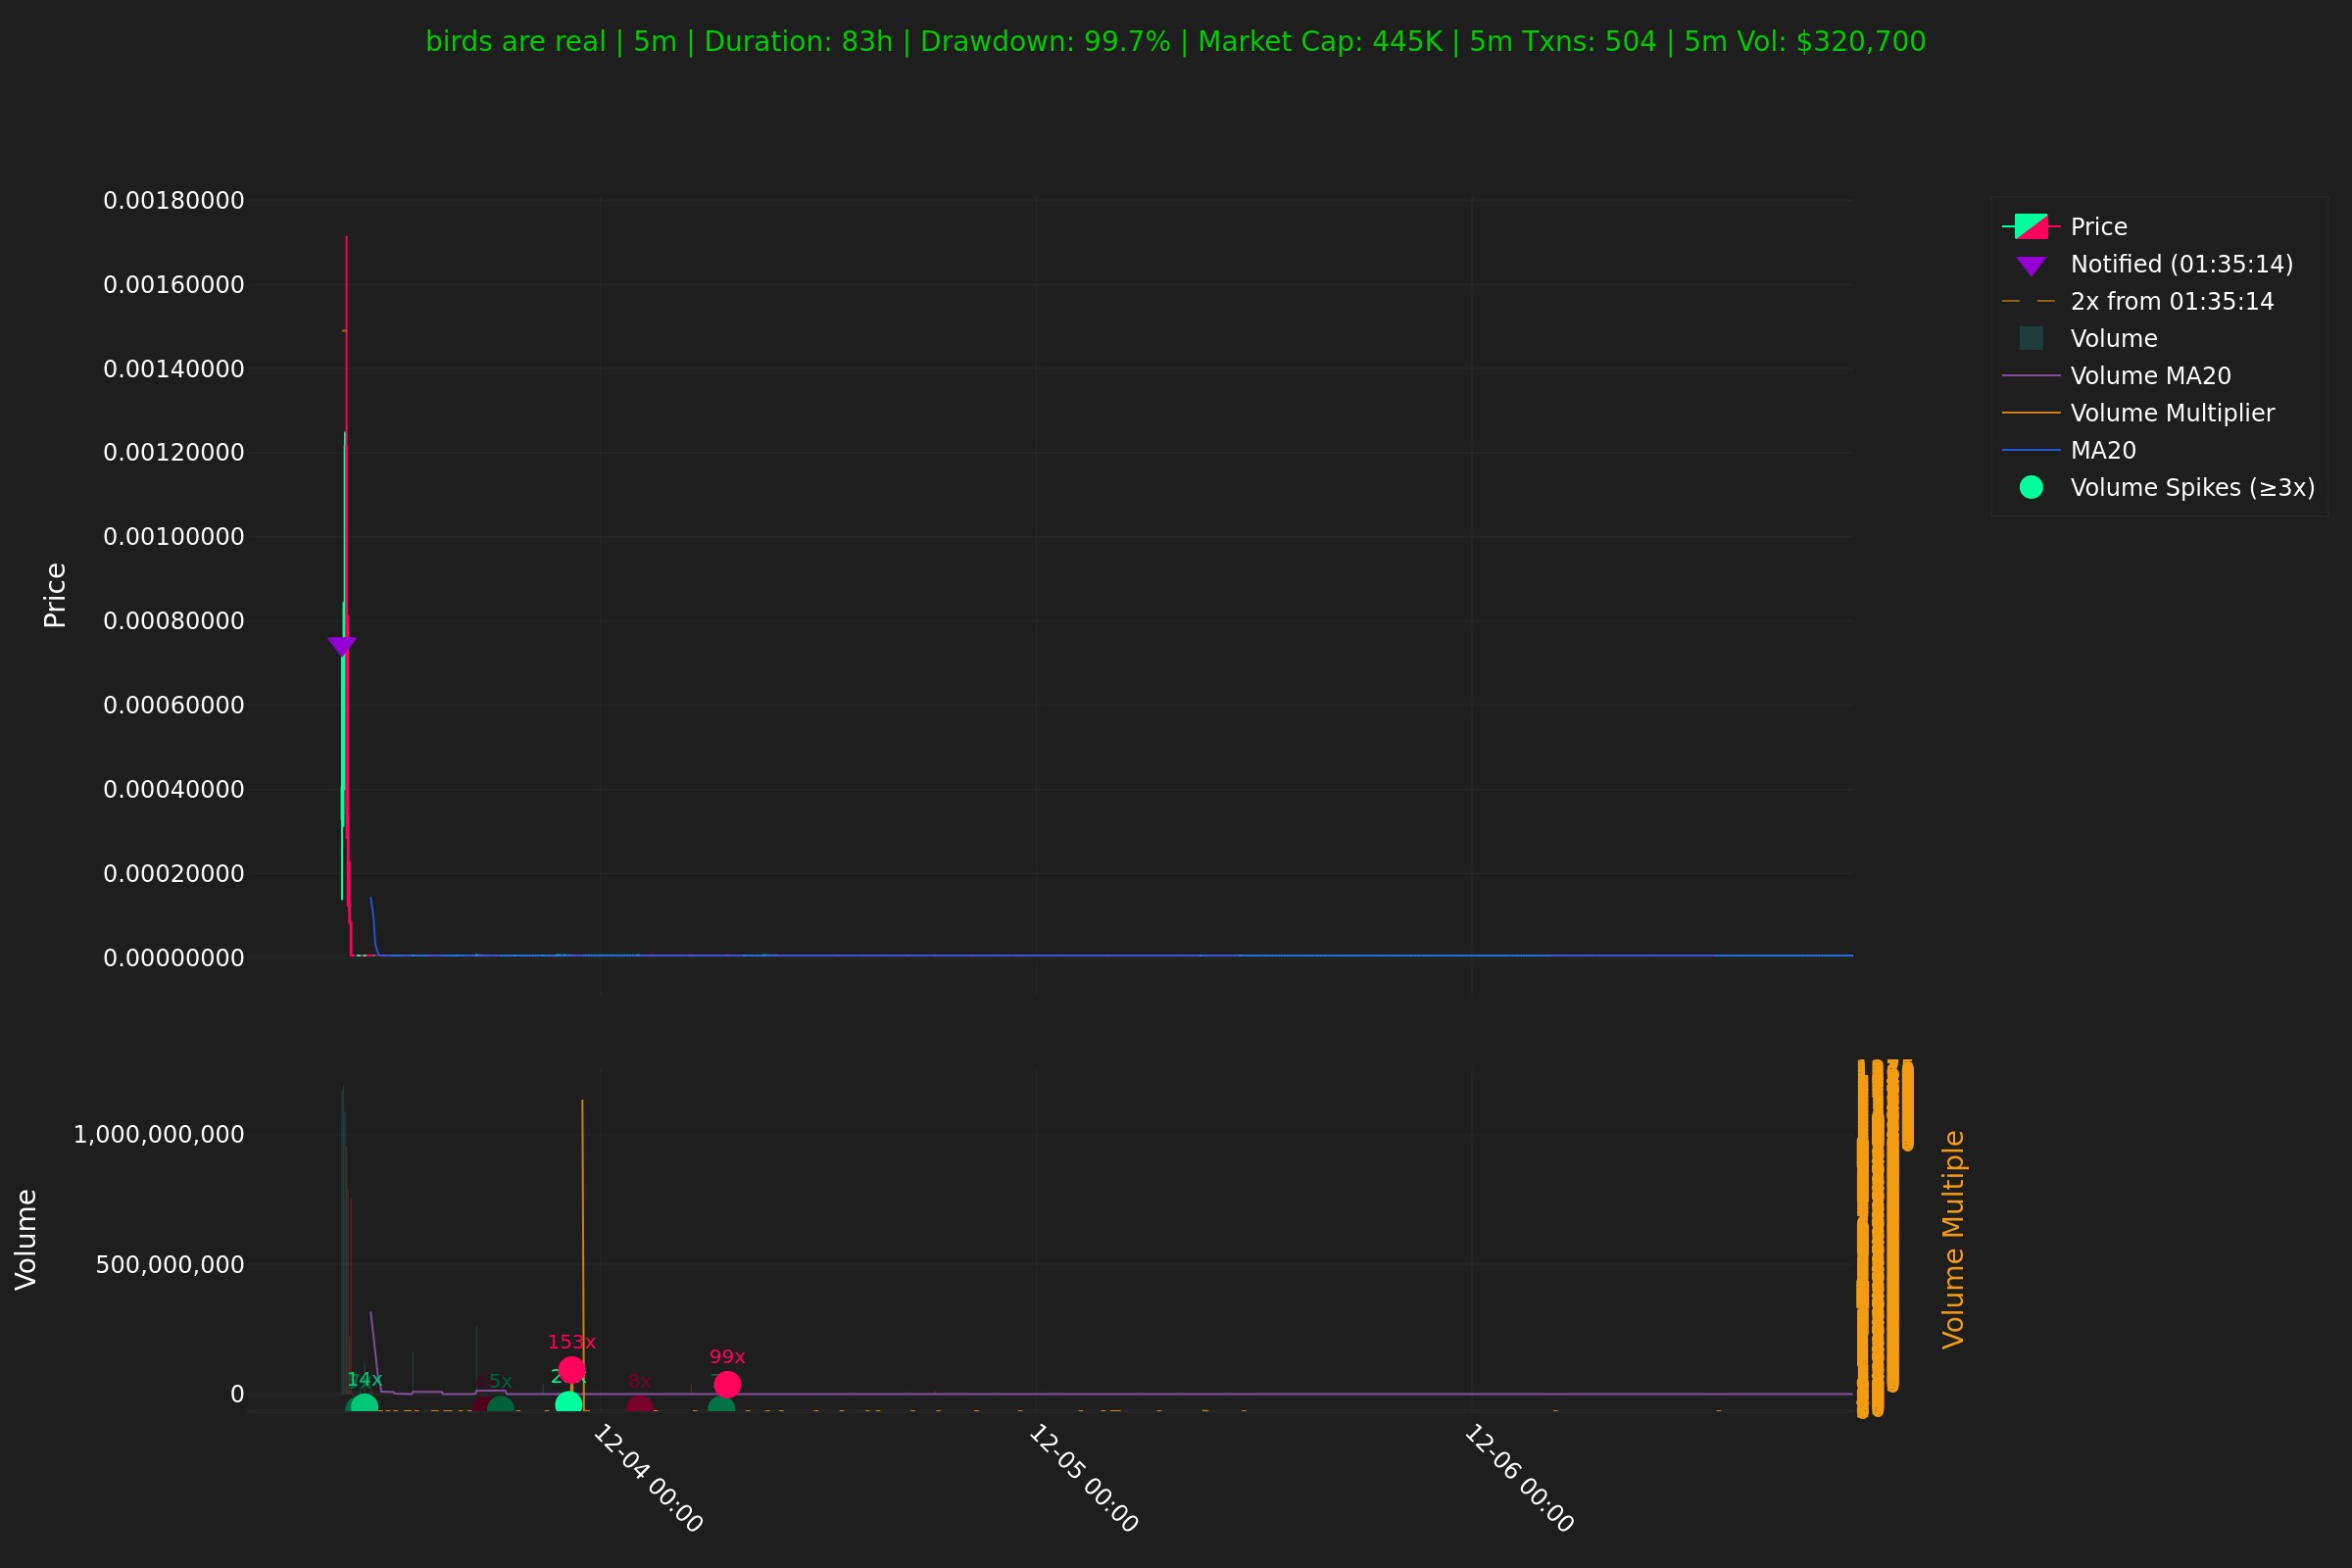 birds are real | 5m | Duration: 83h | Drawdown: 99.7% | Market Cap: 445K | 5m Txns: 504 | 5m Vol: $320,700
0.00180000
0.00160000
0.00140000
0.00120000
0.00100000
0.00080000
0.00060000
0.00040000
0.00020000
0.00000000
Price
Price
Notified (01:35:14)
2x from 01:35:14
Volume
Volume MA20
Volume Multiplier
MA20
Volume Spikes (≥3x)
1,000,000,000
500,000,000
0
Volume
14x
5x
153x
8x
99x
Volume Multiple
12-04 00:00
12-05 00:00
12-06 00:00